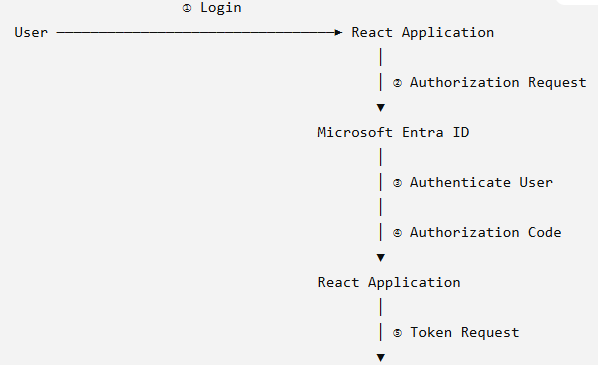 ① Login
User ─────────────────────────────────► React Application
│
│ ② Authorization Request
▼
Microsoft Entra ID
│
│ ③ Authenticate User
│
│ ④ Authorization Code
▼
React Application
│
│ ⑤ Token Request
▼